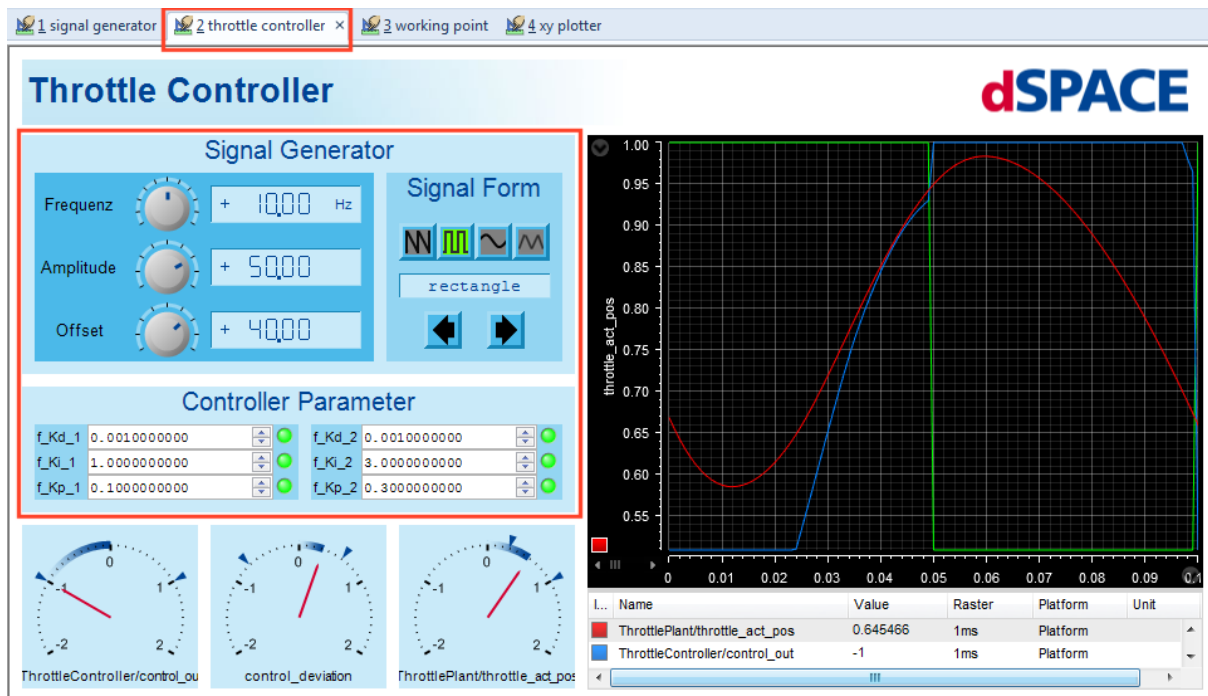 1 signal generator 2 throttle controller × 3 working point 4 xy plotter
Throttle Controller
dSPACE
Signal Generator
Frequenz + 10.00 Hz
Amplitude + 50.00
Offset + 40.00
Signal Form
rectangle
Controller Parameter
f_Kd_1 0.0010000000 f_Kd_2 0.0010000000
f_Ki_1 1.0000000000 f_Ki_2 3.0000000000
f_Kp_1 0.1000000000 f_Kp_2 0.3000000000
-2 -1 0 1 2
ThrottleController/control_ou
-2 -1 0 1 2
control_deviation
-2 -1 0 1 2
ThrottlePlant/throttle_act_pos
throttle_act_pos
1.00
0.95
0.90
0.85
0.80
0.75
0.70
0.65
0.60
0.55
0 0.01 0.02 0.03 0.04 0.05 0.06 0.07 0.08 0.09 0.1
I... Name Value Raster Platform Unit
ThrottlePlant/throttle_act_pos 0.645466 1ms Platform
ThrottleController/control_out -1 1ms Platform